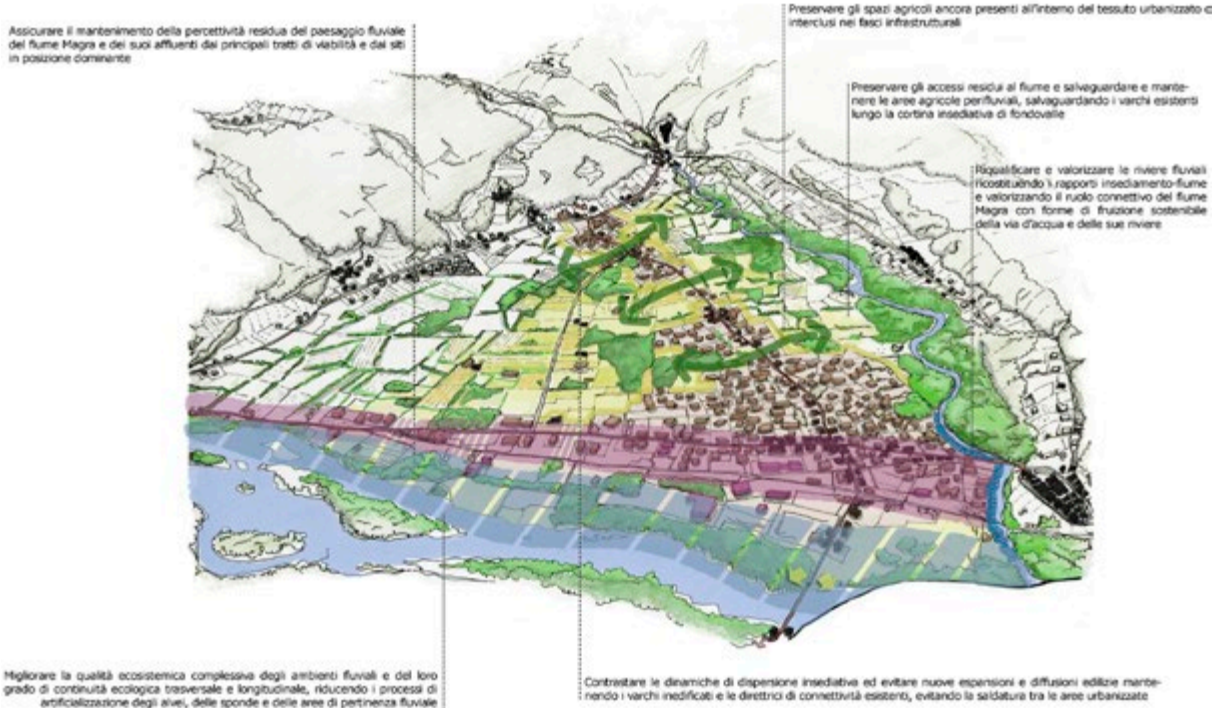 Assicurare il mantenimento della percettività residua del paesaggio fluviale
del fiume Magra e dei suoi affluenti dai principali tratti di viabilità e dai siti
in posizione dominante
Preservare gli spazi agricoli ancora presenti all'interno del tessuto urbanizzato o
interclusi nei fasci infrastrutturali
Preservare gli accessi residui al fiume e salvaguardare e mante-
nere le aree agricole perifluviali, salvaguardando i varchi esistenti
lungo la cortina insediativa di fondovalle
Riqualificare e valorizzare le riviere fluviali
ricostituendo i rapporti insediamento-fiume
e valorizzando il ruolo connettivo del fiume
Magra con forme di fruizione sostenibile
della via d'acqua e delle sue riviere
Migliorare la qualità ecosistemica complessiva degli ambienti fluviali e del loro
grado di continuità ecologica trasversale e longitudinale, riducendo i processi di
artificializzazione degli alvei, delle sponde e delle aree di pertinenza fluviale
Contrastare le dinamiche di dispersione insediativa ed evitare nuove espansioni e diffusioni edilizie mante-
nendo i varchi inedificati e le direttrici di connettività esistenti, evitando la saldatura tra le aree urbanizzate